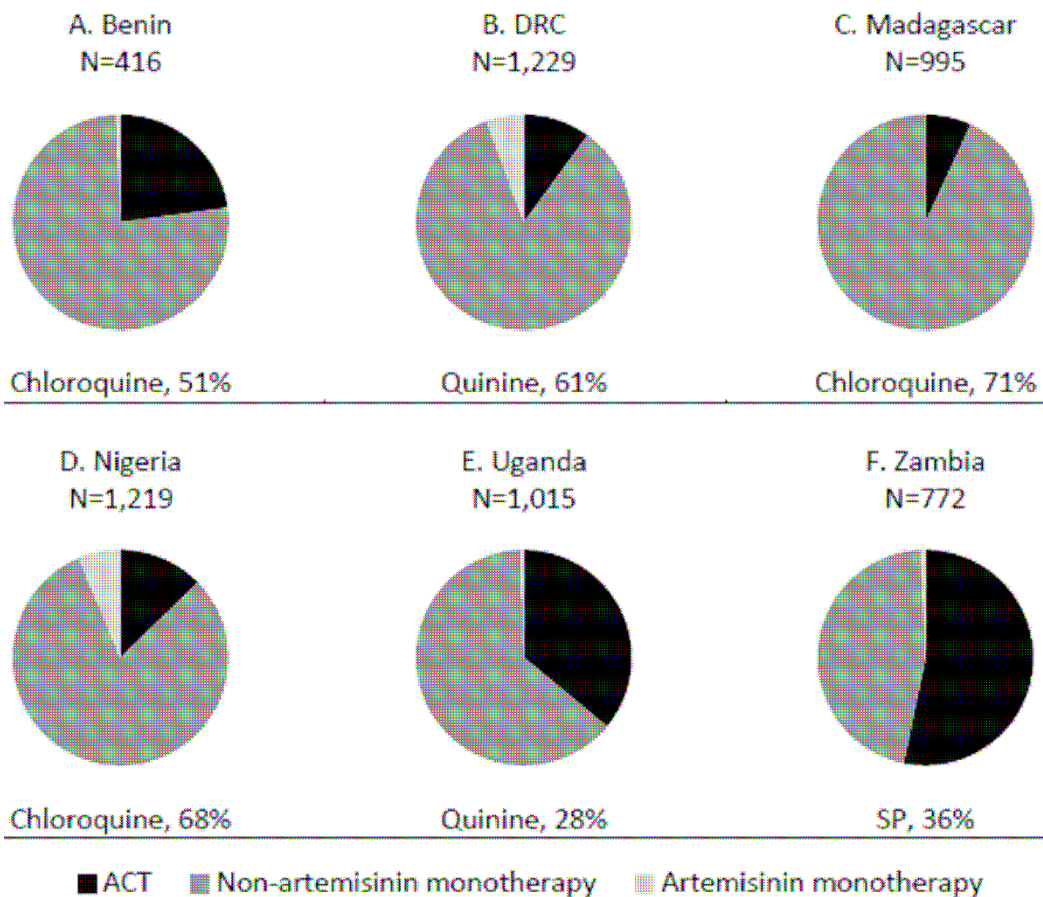 A. Benin
N=416
B. DRC
N=1,229
C. Madagascar
N=995
Chloroquine, 51%
Quinine, 61%
Chloroquine, 71%
D. Nigeria
N=1,219
E. Uganda
N=1,015
F. Zambia
N=772
Chloroquine, 68%
Quinine, 28%
SP, 36%
ACT
Non-artemisinin monotherapy
Artemisinin monotherapy